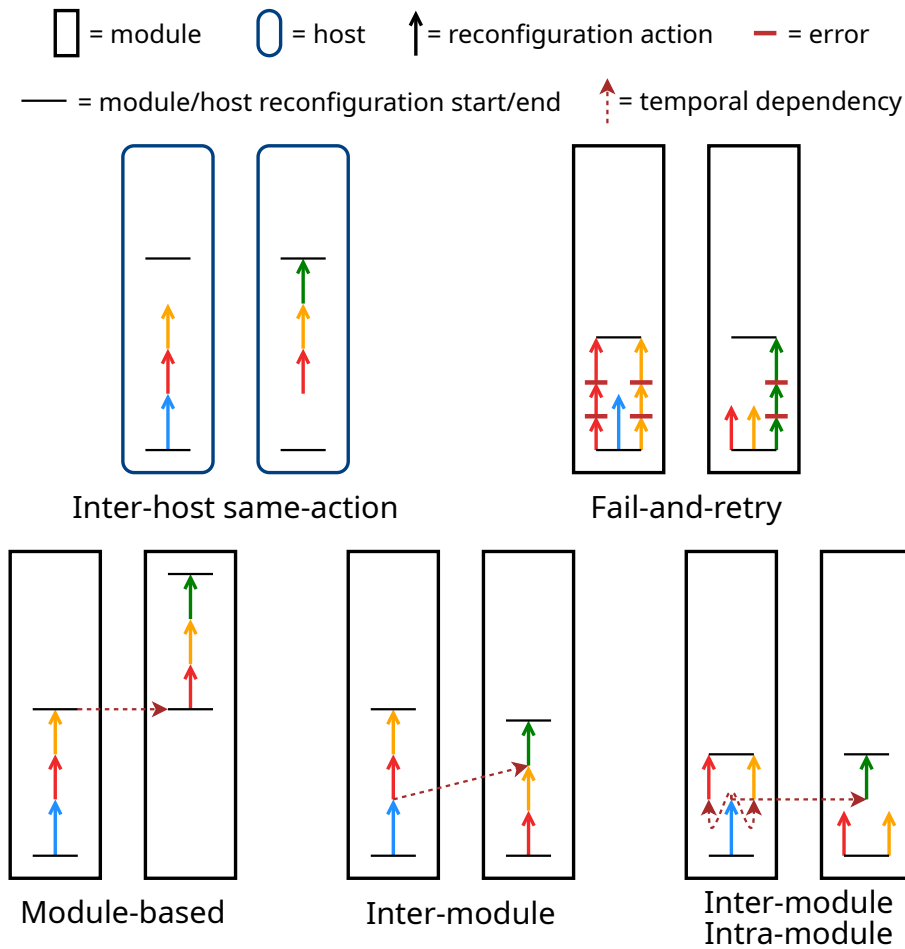 = module = host = reconfiguration action = error
= module/host reconfiguration start/end = temporal dependency
Inter-host same-action Fail-and-retry
Module-based Inter-module Inter-module
Intra-module